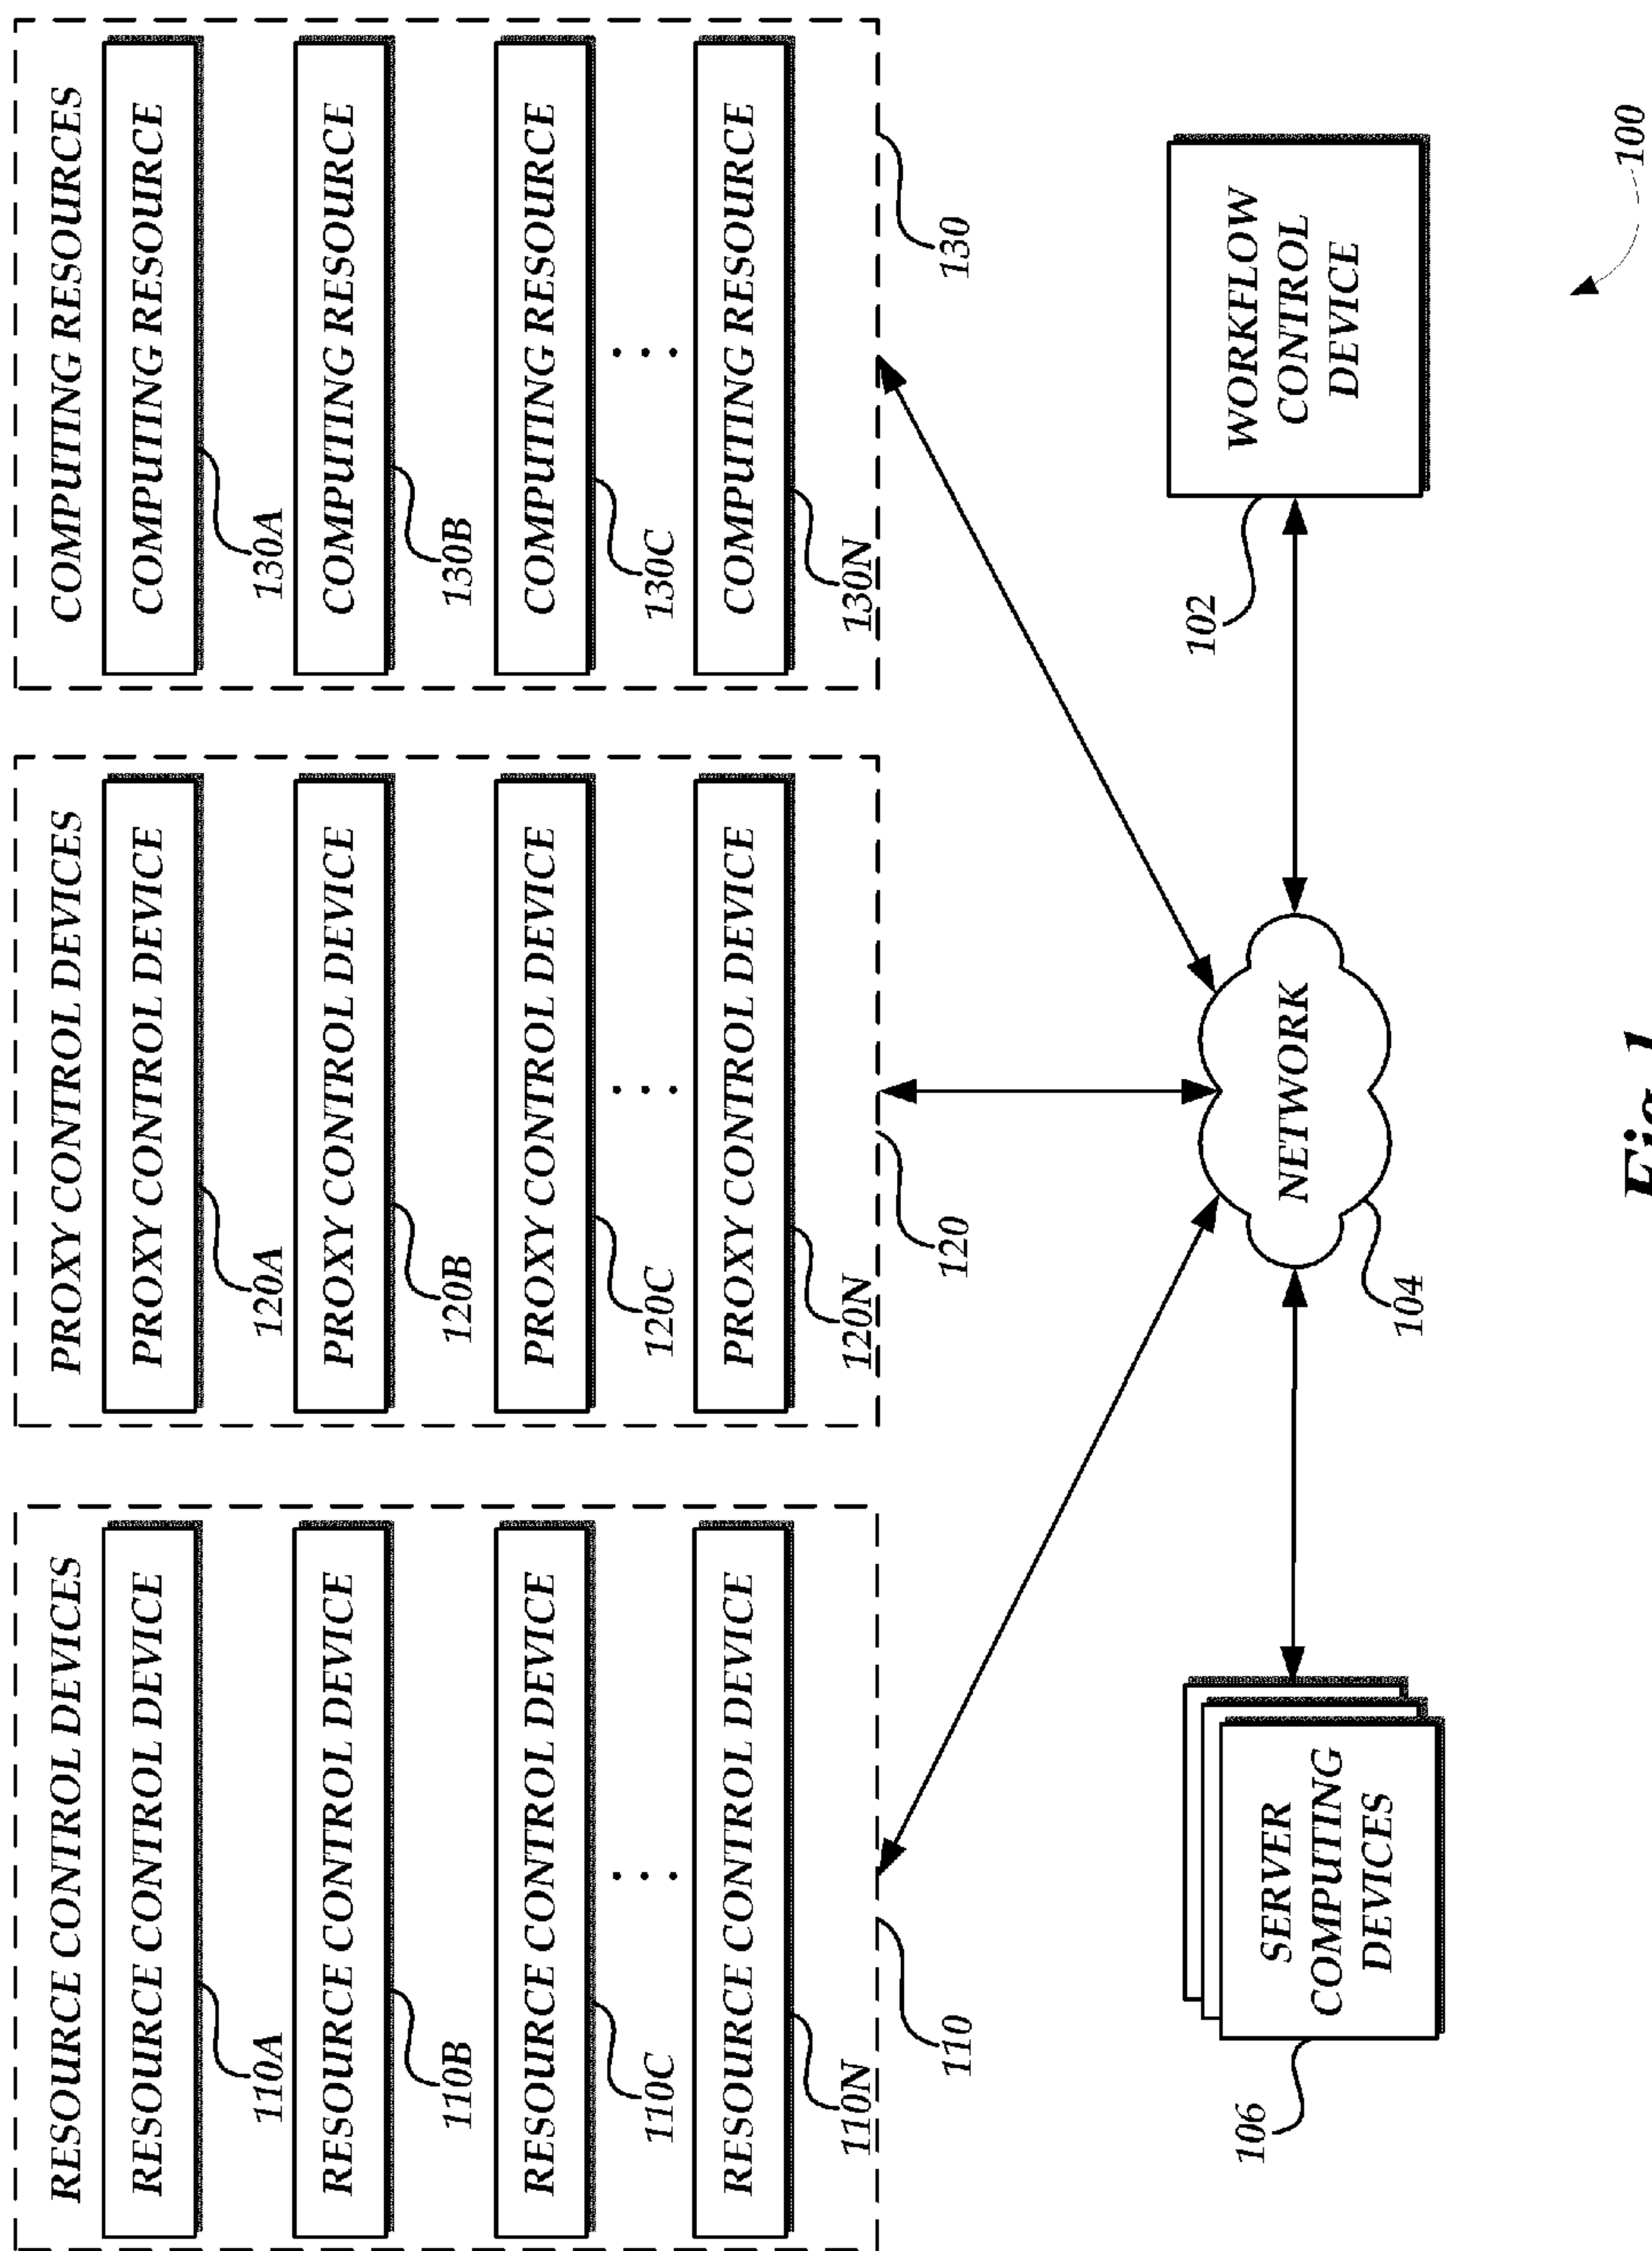 RESOURCE CONTROL DEVICES
RESOURCE CONTROL DEVICE
110A
RESOURCE CONTROL DEVICE
110B
RESOURCE CONTROL DEVICE
110C
...
RESOURCE CONTROL DEVICE
110N
110
PROXY CONTROL DEVICES
PROXY CONTROL DEVICE
120A
PROXY CONTROL DEVICE
120B
PROXY CONTROL DEVICE
120C
...
PROXY CONTROL DEVICE
120N
120
COMPUTING RESOURCES
COMPUTING RESOURCE
130A
COMPUTING RESOURCE
130B
COMPUTING RESOURCE
130C
...
COMPUTING RESOURCE
130N
130
106
SERVER
COMPUTING
DEVICES
NETWORK
104
102
WORKFLOW
CONTROL
DEVICE
100
Fig. 1